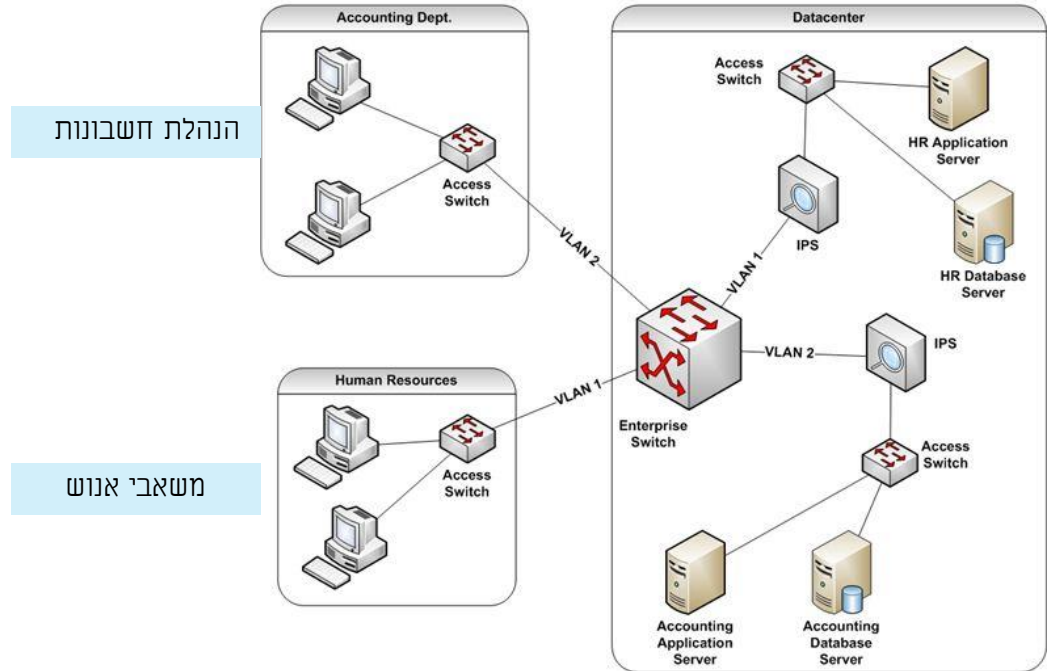 Accounting Dept.
הנהלת חשבונות
Access
Switch
VLAN 2
Human Resources
משאבי אנוש
Access
Switch
VLAN 1
Datacenter
Access
Switch
HR Application
Server
IPS
HR Database
Server
VLAN 1
Enterprise
Switch
VLAN 2
IPS
Access
Switch
Accounting
Application
Server
Accounting
Database
Server